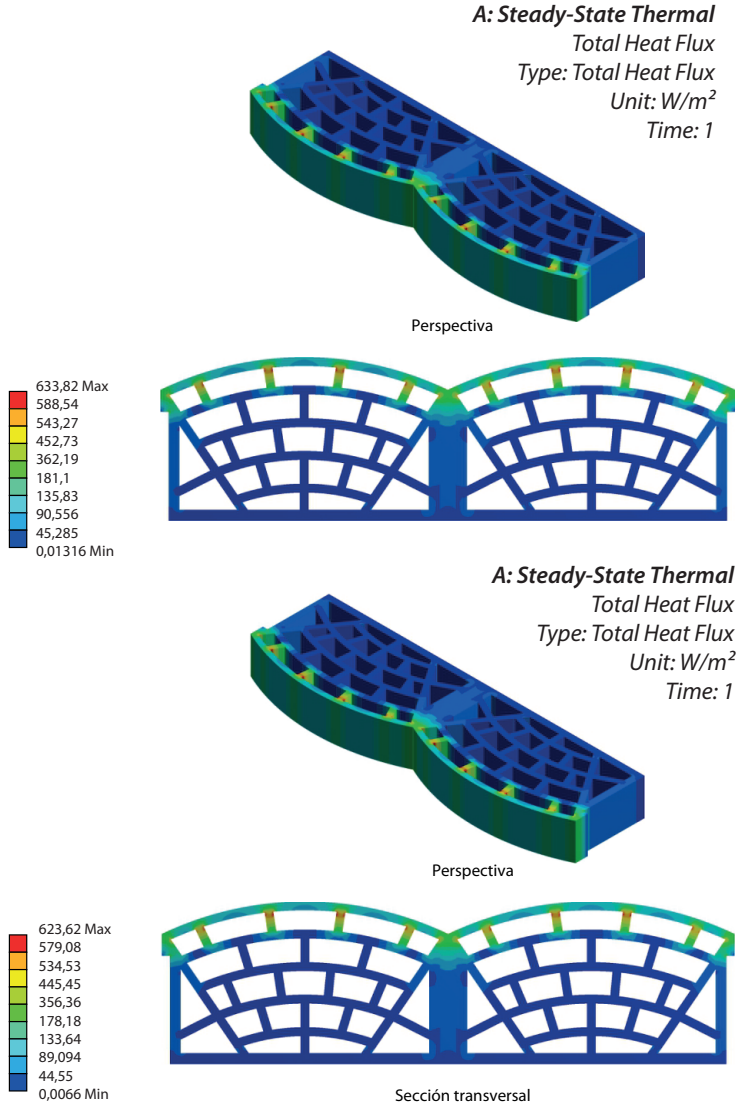 A: Steady-State Thermal
Total Heat Flux
Type: Total Heat Flux
Unit: W/m²
Time: 1
Perspectiva
633,82 Max
588,54
543,27
452,73
362,19
181,1
135,83
90,556
45,285
0,01316 Min
A: Steady-State Thermal
Total Heat Flux
Type: Total Heat Flux
Unit: W/m²
Time: 1
Perspectiva
623,62 Max
579,08
534,53
445,45
356,36
178,18
133,64
89,094
44,55
0,0066 Min
Sección transversal